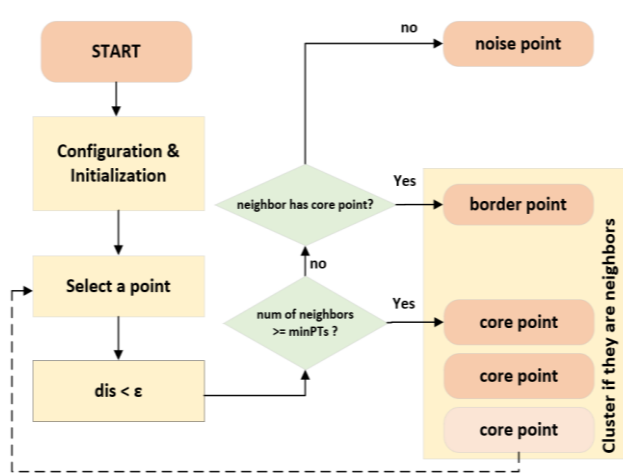 START
Configuration &
Initialization
Select a point
dis < ε
no
noise point
neighbor has core point?
Yes
border point
no
num of neighbors
>= minPTs ?
Yes
core point
core point
core point
Cluster if they are neighbors